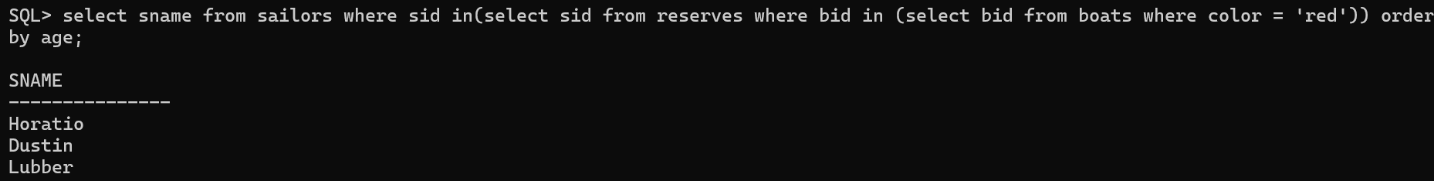 SQL> select sname from sailors where sid in(select sid from reserves where bid in (select bid from boats where color = 'red')) order
by age;
SNAME
---------------
Horatio
Dustin
Lubber